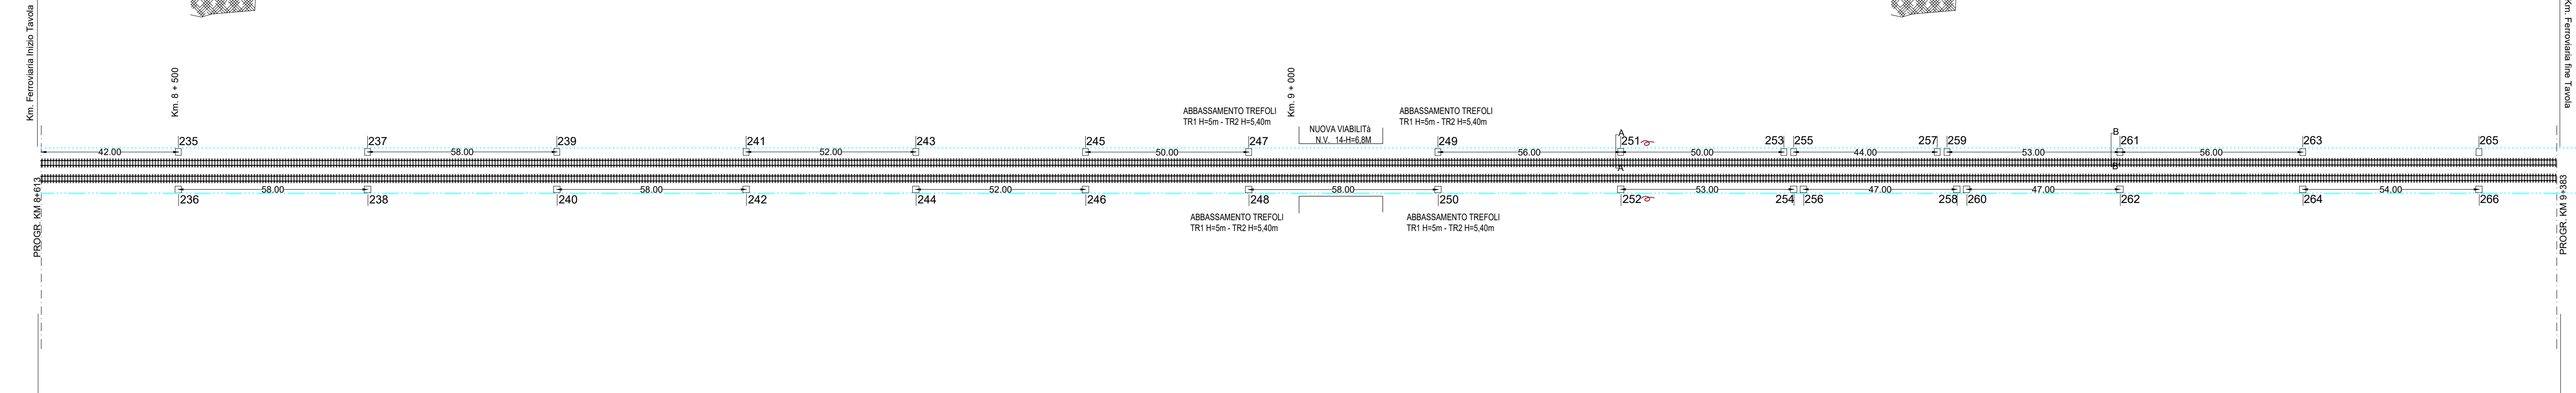 Km. Ferroviaria Inizio Tavola
Km. Ferroviaria fine Tavola
Km. 8 + 500
Km. 9 + 000
ABBASSAMENTO TREFOLI
TR1 H=5m - TR2 H=5,40m
ABBASSAMENTO TREFOLI
TR1 H=5m - TR2 H=5,40m
NUOVA VIABILITà
N.V. 14-H=6,8M
A
B
235 237 239 241 243 245 247 249 251 253 255 257 259 261 263 265
42.00 58.00 52.00 50.00 56.00 50.00 44.00 53.00 56.00
A
B
58.00 58.00 52.00 58.00 53.00 47.00 47.00 54.00
236 238 240 242 244 246 248 250 252 254 256 258 260 262 264 266
PROGR. KM 8+613
PROGR. KM 9+383
ABBASSAMENTO TREFOLI
TR1 H=5m - TR2 H=5,40m
ABBASSAMENTO TREFOLI
TR1 H=5m - TR2 H=5,40m